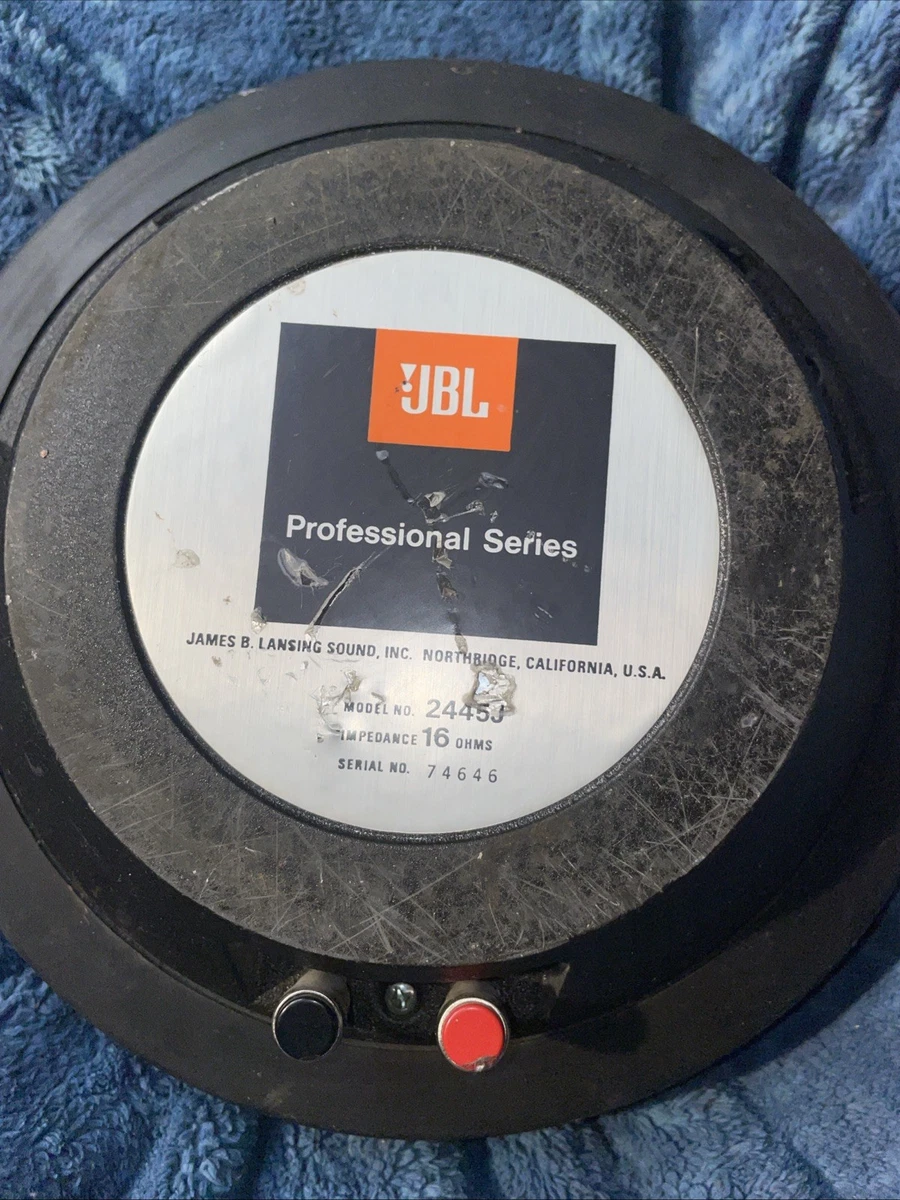 JBL
Professional Series
JAMES B. LANSING SOUND, INC. NORTHRIDGE, CALIFORNIA, U.S.A.
MODEL NO. 2445J
IMPEDANCE 16 OHMS
SERIAL NO. 74646